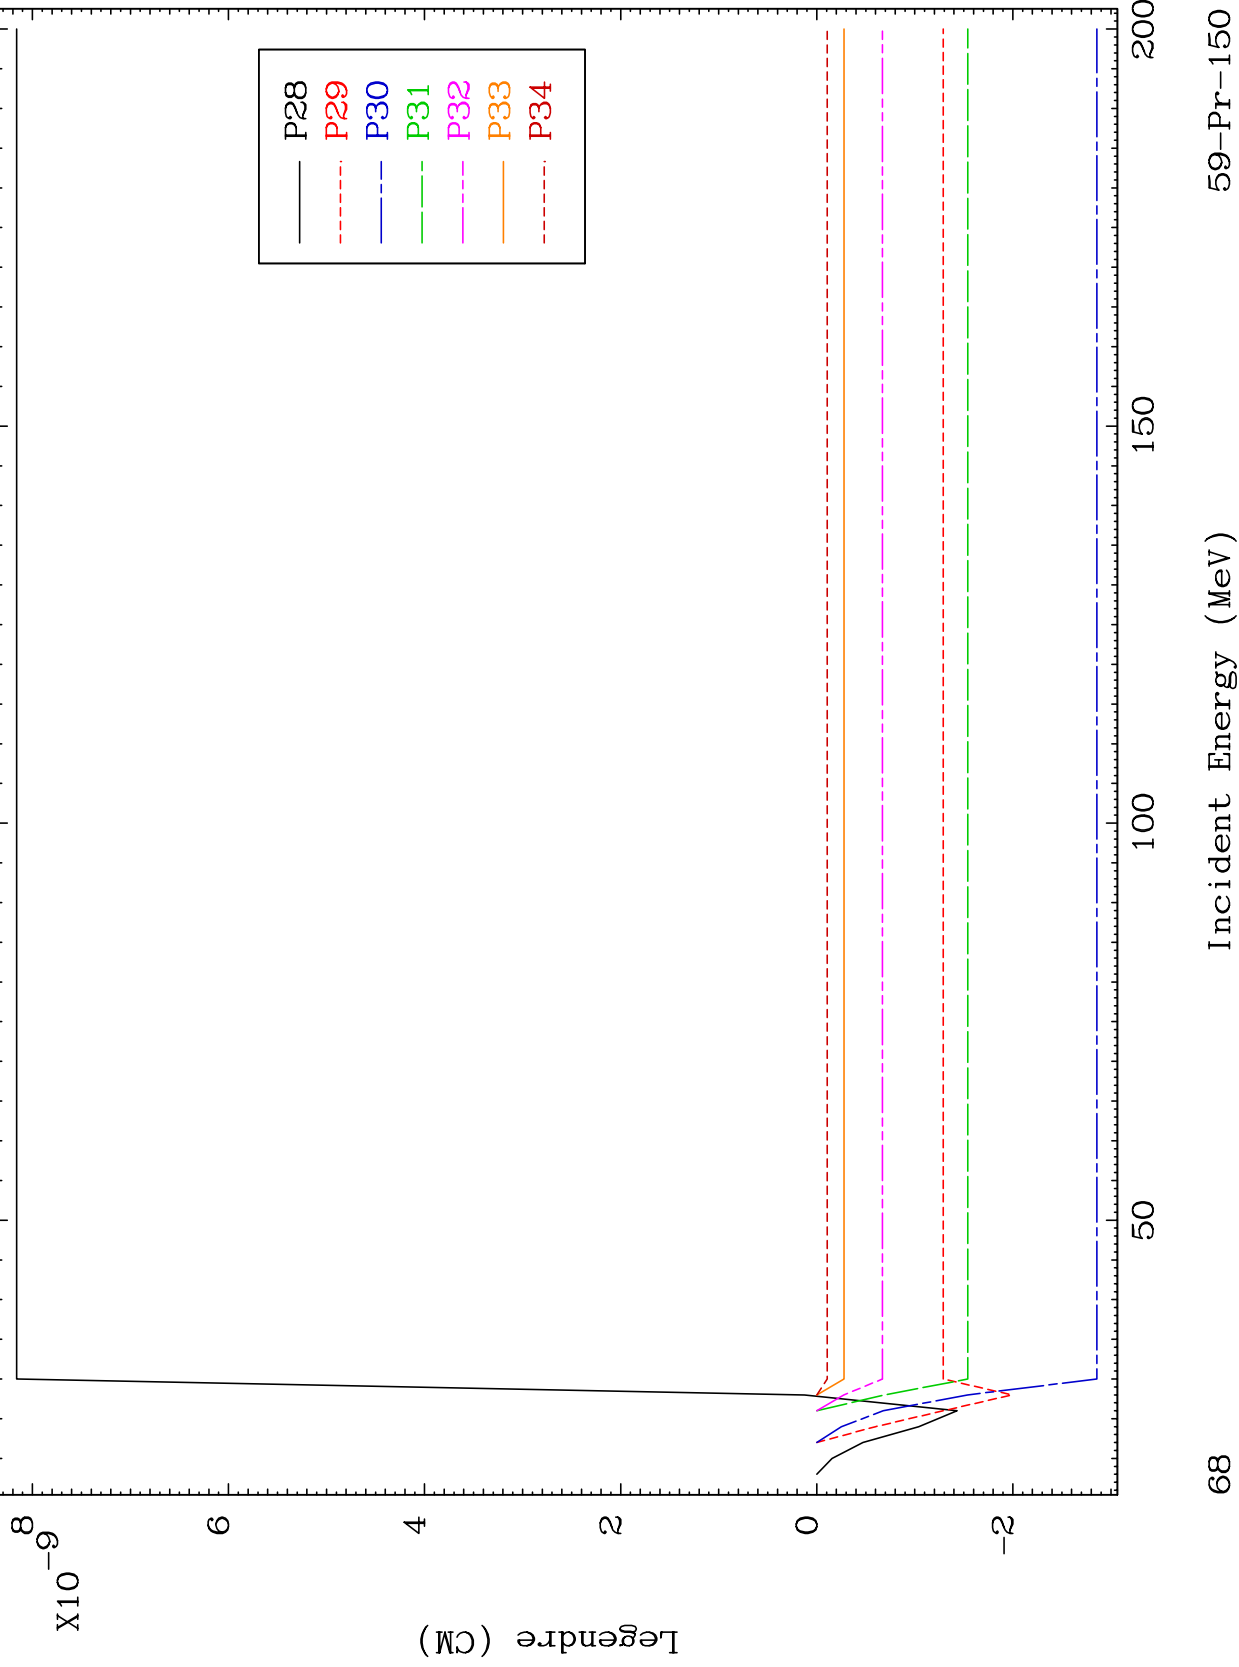 P28
P29
P30
P31
P32
P33
P34
8
6
4
2
0
-2
X10-9
Legendre (CM)
50
100
150
200
Incident Energy (MeV)
68
59-Pr-150